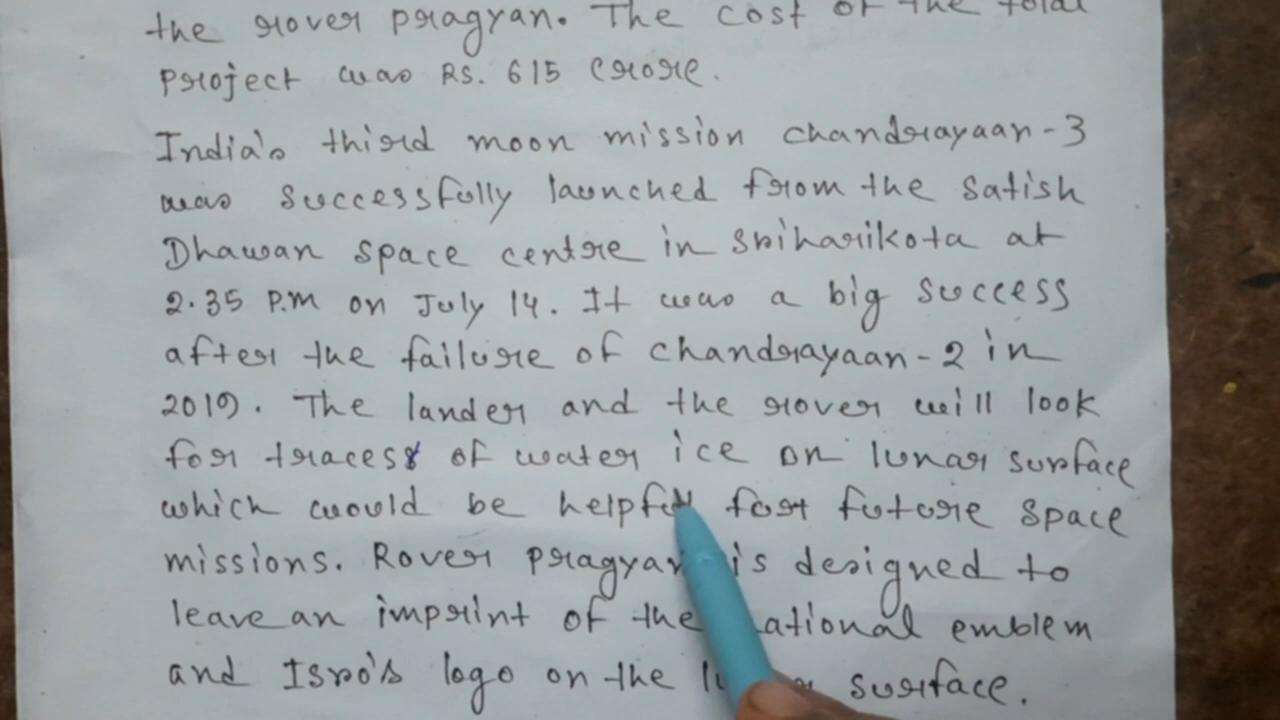 the rover pragyan. The cost of the total
project was RS. 615 crore.
India's third moon mission chandrayaan-3
was successfully launched from the Satish
Dhawan space centre in sriharikota at
2.35 P.M on July 14. It was a big success
after the failure of chandrayaan-2 in
2019. The lander and the rover will look
for traces of water ice on lunar surface
which would be helpful for future space
missions. Rover pragyan is designed to
leave an imprint of the national emblem
and Isro's logo on the lunar surface.